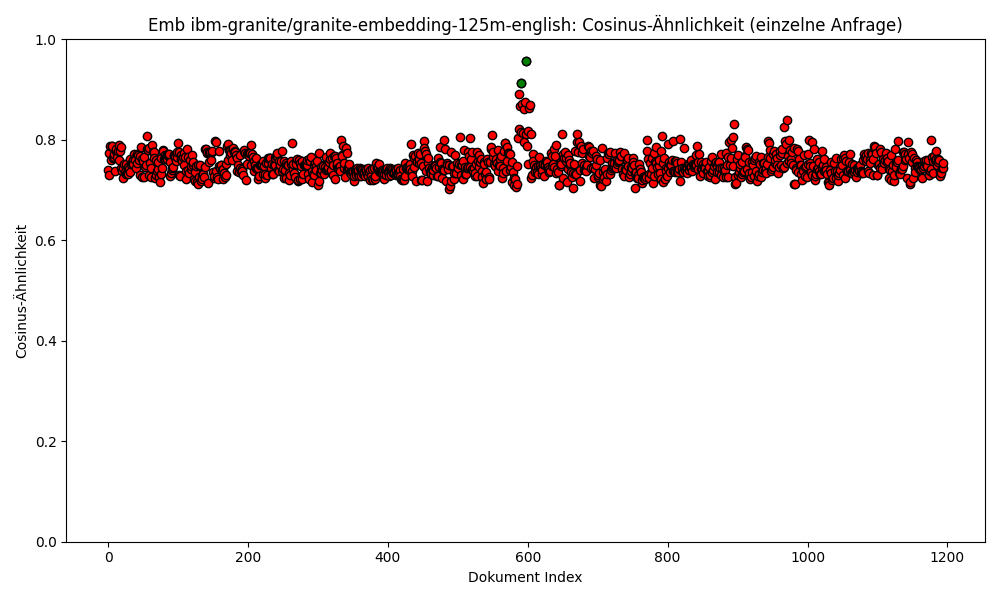 Emb ibm-granite/granite-embedding-125m-english: Cosinus-Ähnlichkeit (einzelne Anfrage)
1.0
0.8
0.6
0.4
0.2
0.0
Cosinus-Ähnlichkeit
0 200 400 600 800 1000 1200
Dokument Index